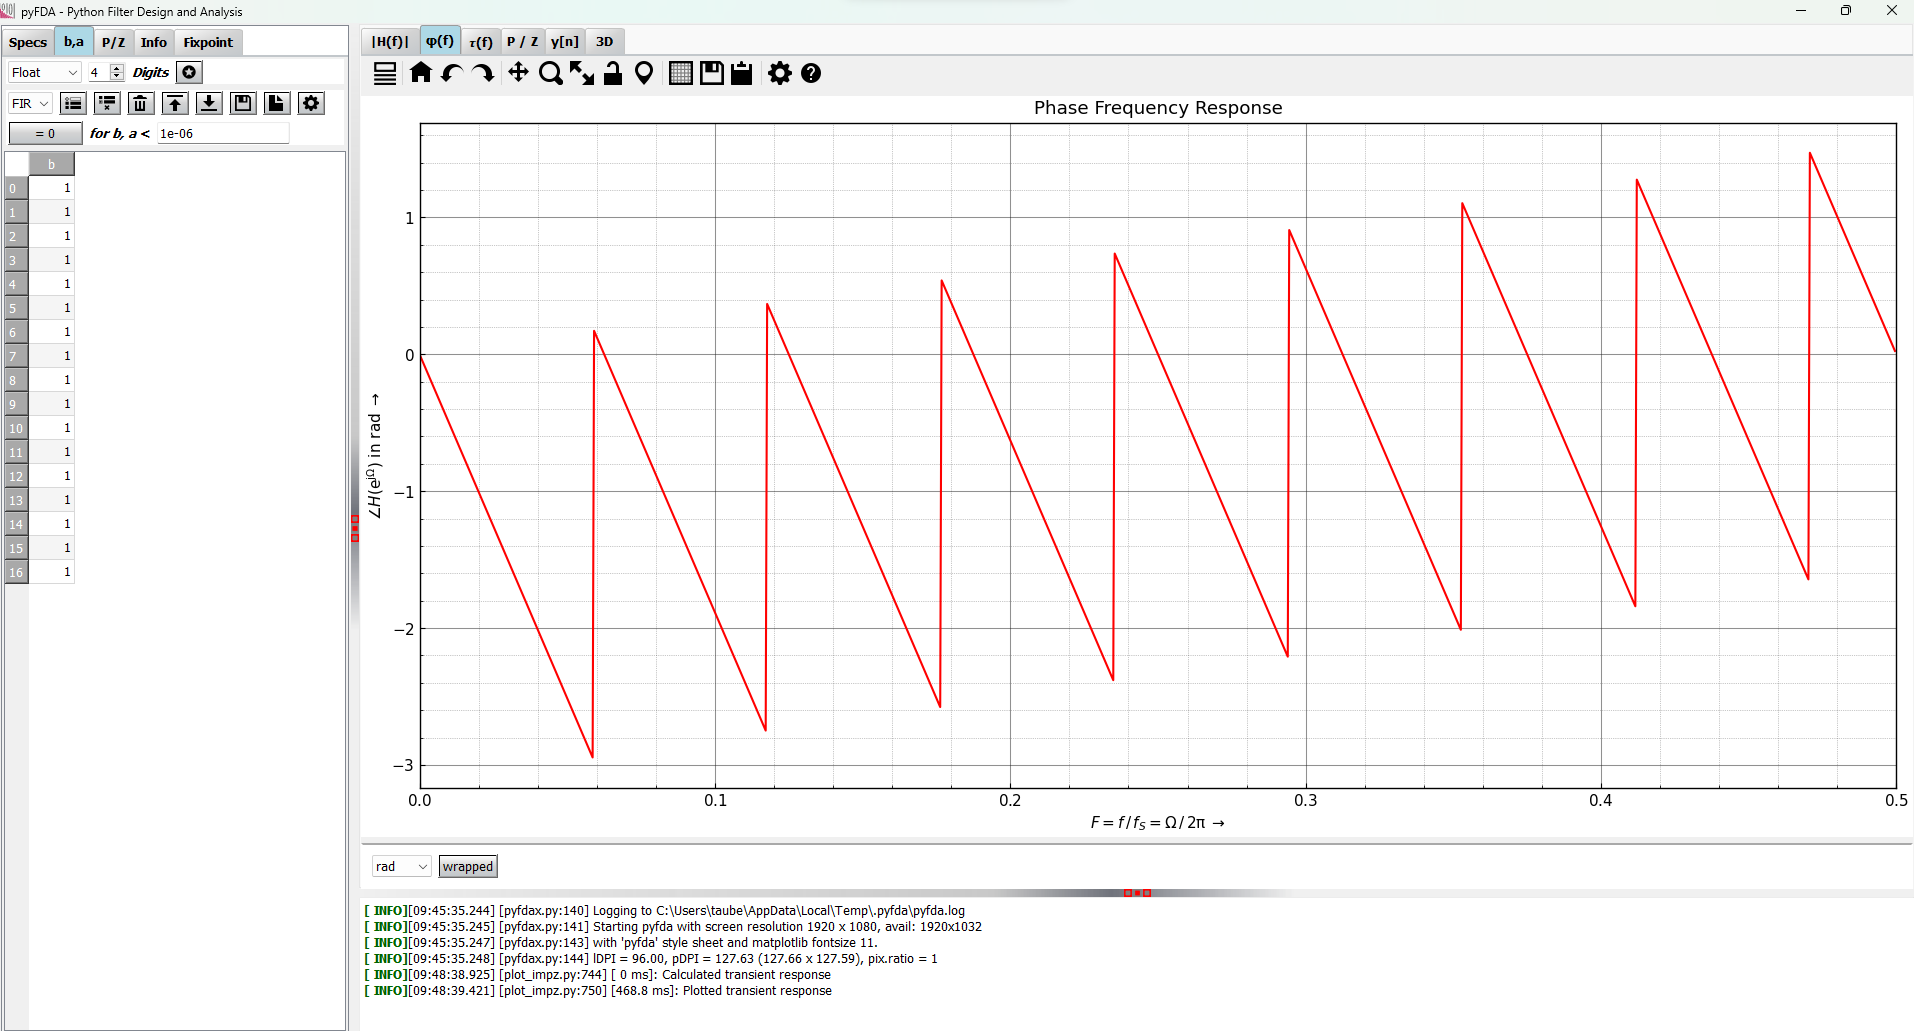 pyFDA - Python Filter Design and Analysis
Specs b,a P/Z Info Fixpoint
Float 4 Digits
FIR
= 0 for b, a < 1e-06
b
0 1
1 1
2 1
3 1
4 1
5 1
6 1
7 1
8 1
9 1
10 1
11 1
12 1
13 1
14 1
15 1
16 1
|H(f)| φ(f) τ(f) P / Z y[n] 3D
Phase Frequency Response
1
0
−1
−2
−3
∠H(e^jΩ) in rad →
0.0 0.1 0.2 0.3 0.4 0.5
F = f / fS = Ω / 2π →
rad wrapped
[ INFO][09:45:35.244] [pyfdax.py:140] Logging to C:\Users\taube\AppData\Local\Temp\.pyfda\pyfda.log
[ INFO][09:45:35.245] [pyfdax.py:141] Starting pyfda with screen resolution 1920 x 1080, avail: 1920x1032
[ INFO][09:45:35.247] [pyfdax.py:143] with 'pyfda' style sheet and matplotlib fontsize 11.
[ INFO][09:45:35.248] [pyfdax.py:144] lDPI = 96.00, pDPI = 127.63 (127.66 x 127.59), pix.ratio = 1
[ INFO][09:48:38.925] [plot_impz.py:744] [ 0 ms]: Calculated transient response
[ INFO][09:48:39.421] [plot_impz.py:750] [468.8 ms]: Plotted transient response